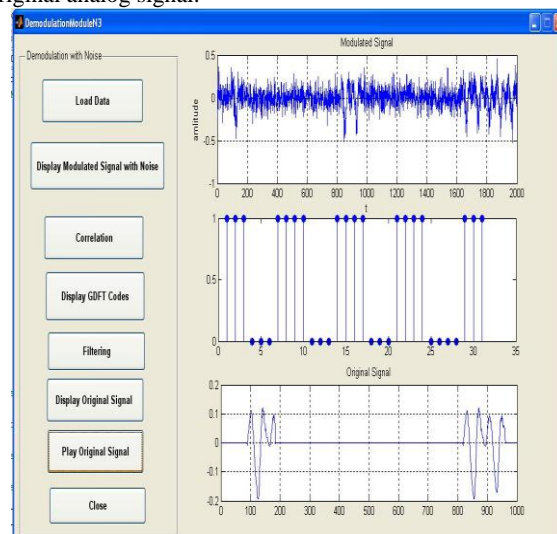 original analog signal.
DemodulationModuleN3
Demodulation with Noise
Load Data
Display Modulated Signal with Noise
Correlation
Display GDFT Codes
Filtering
Display Original Signal
Play Original Signal
Close
Modulated Signal
amlitude
0.5
0
-0.5
-1
0 200 400 600 800 1000 1200 1400 1600 1800 2000
t
1
0.5
0
0 5 10 15 20 25 30 35
Original Signal
0.2
0.1
0
-0.1
-0.2
0 100 200 300 400 500 600 700 800 900 1000